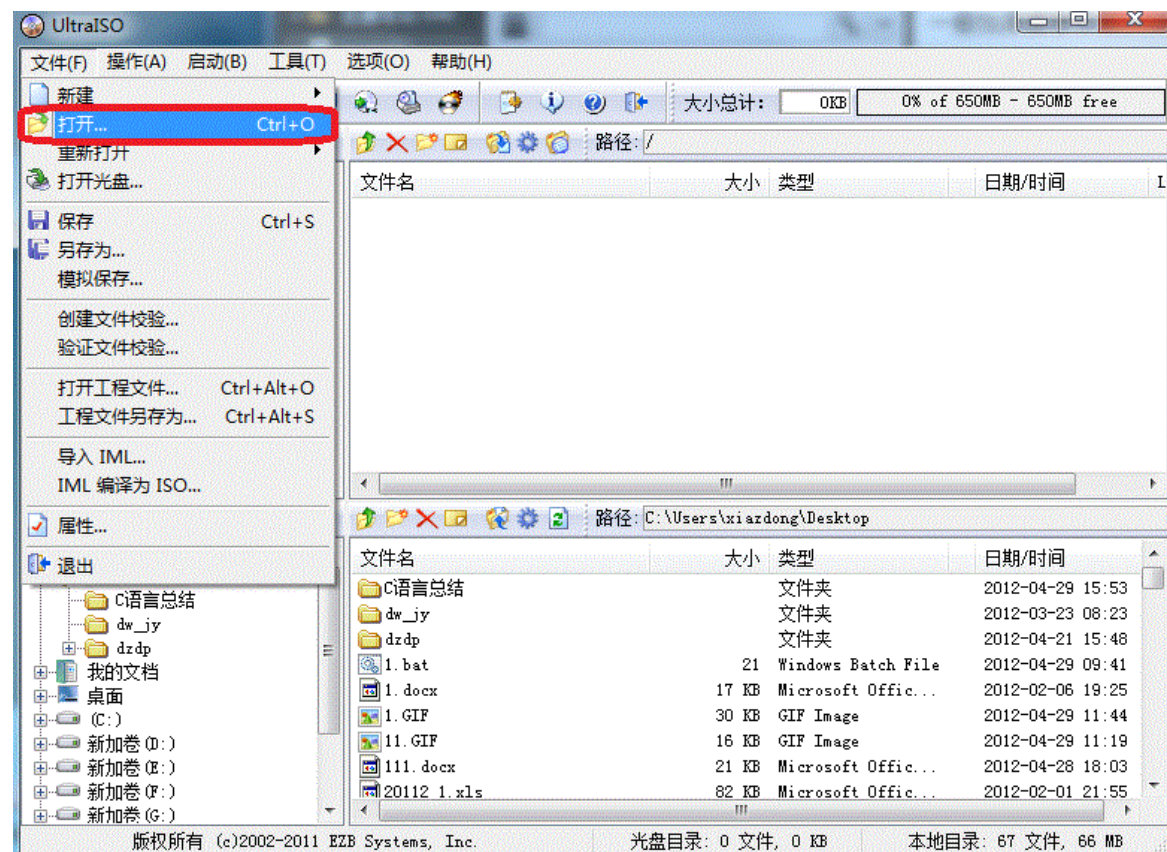 UltraISO
文件(F) 操作(A) 启动(B) 工具(T) 选项(O) 帮助(H)
新建
打开... Ctrl+O
重新打开
打开光盘...
保存 Ctrl+S
另存为...
模拟保存...
创建文件校验...
验证文件校验...
打开工程文件... Ctrl+Alt+O
工程文件另存为... Ctrl+Alt+S
导入 IML...
IML 编译为 ISO...
属性...
退出
大小总计: 0KB 0% of 650MB - 650MB free
路径: /
文件名 大小 类型 日期/时间 L
路径: C:\Users\xiazdong\Desktop
文件名 大小 类型 日期/时间
C语言总结 文件夹 2012-04-29 15:53
dw_jy 文件夹 2012-03-23 08:23
dzdp 文件夹 2012-04-21 15:48
1.bat 21 Windows Batch File 2012-04-29 09:41
1.docx 17 KB Microsoft Offic... 2012-02-06 19:25
1.GIF 30 KB GIF Image 2012-04-29 11:44
11.GIF 16 KB GIF Image 2012-04-29 11:19
111.docx 21 KB Microsoft Offic... 2012-04-28 18:03
20112_1.xls 82 KB Microsoft Offic... 2012-02-01 21:55
C语言总结
dw_jy
dzdp
我的文档
桌面
(C:)
新加卷(D:)
新加卷(E:)
新加卷(F:)
新加卷(G:)
版权所有 (c)2002-2011 EZB Systems, Inc. 光盘目录: 0 文件, 0 KB 本地目录: 67 文件, 66 MB